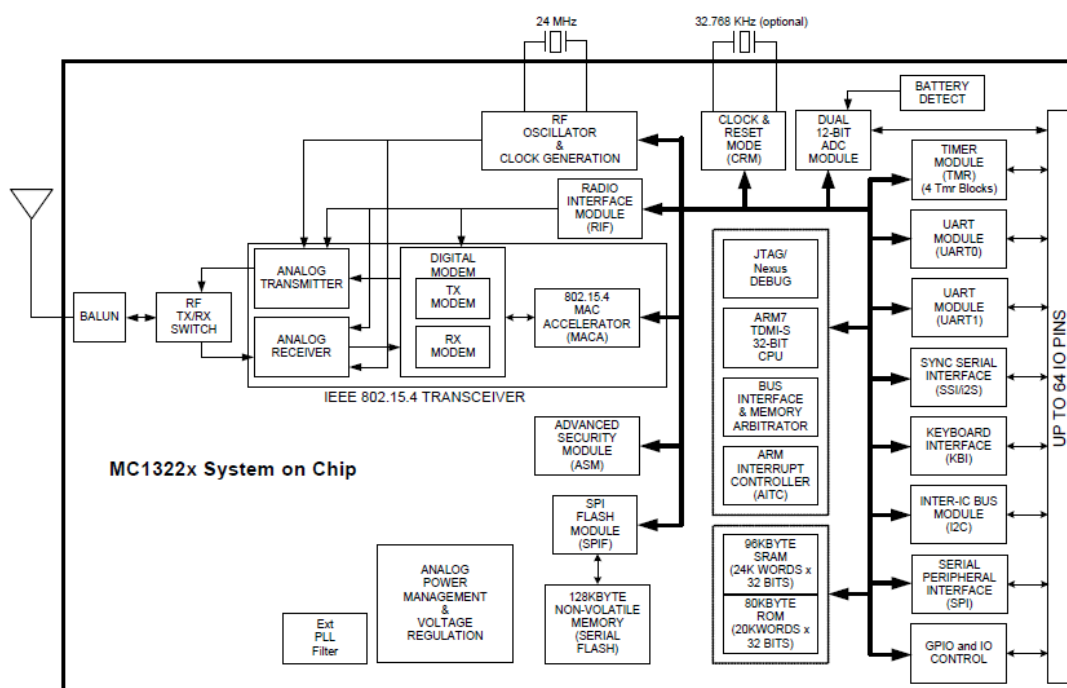 24 MHz
32.768 KHz (optional)
BATTERY
DETECT
RF
OSCILLATOR
&
CLOCK GENERATION
CLOCK &
RESET
MODE
(CRM)
DUAL
12-BIT
ADC
MODULE
TIMER
MODULE
(TMR)
(4 Tmr Blocks)
RADIO
INTERFACE
MODULE
(RIF)
UART
MODULE
(UART0)
JTAG/
Nexus
DEBUG
ANALOG
TRANSMITTER
DIGITAL
MODEM
TX
MODEM
RX
MODEM
802.15.4
MAC
ACCELERATOR
(MACA)
BALUN
RF
TX/RX
SWITCH
ANALOG
RECEIVER
IEEE 802.15.4 TRANSCEIVER
ARM7
TDMI-S
32-BIT
CPU
UART
MODULE
(UART1)
BUS
INTERFACE
& MEMORY
ARBITRATOR
SYNC SERIAL
INTERFACE
(SSI/i2S)
UP TO 64 IO PINS
ADVANCED
SECURITY
MODULE
(ASM)
ARM
INTERRUPT
CONTROLLER
(AITC)
KEYBOARD
INTERFACE
(KBI)
MC1322x System on Chip
SPI
FLASH
MODULE
(SPIF)
INTER-IC BUS
MODULE
(I2C)
96KBYTE
SRAM
(24K WORDS x
32 BITS)
80KBYTE
ROM
(20KWORDS x
32 BITS)
SERIAL
PERIPHERAL
INTERFACE
(SPI)
ANALOG
POWER
MANAGEMENT
&
VOLTAGE
REGULATION
128KBYTE
NON-VOLATILE
MEMORY
(SERIAL
FLASH)
Ext
PLL
Filter
GPIO and IO
CONTROL